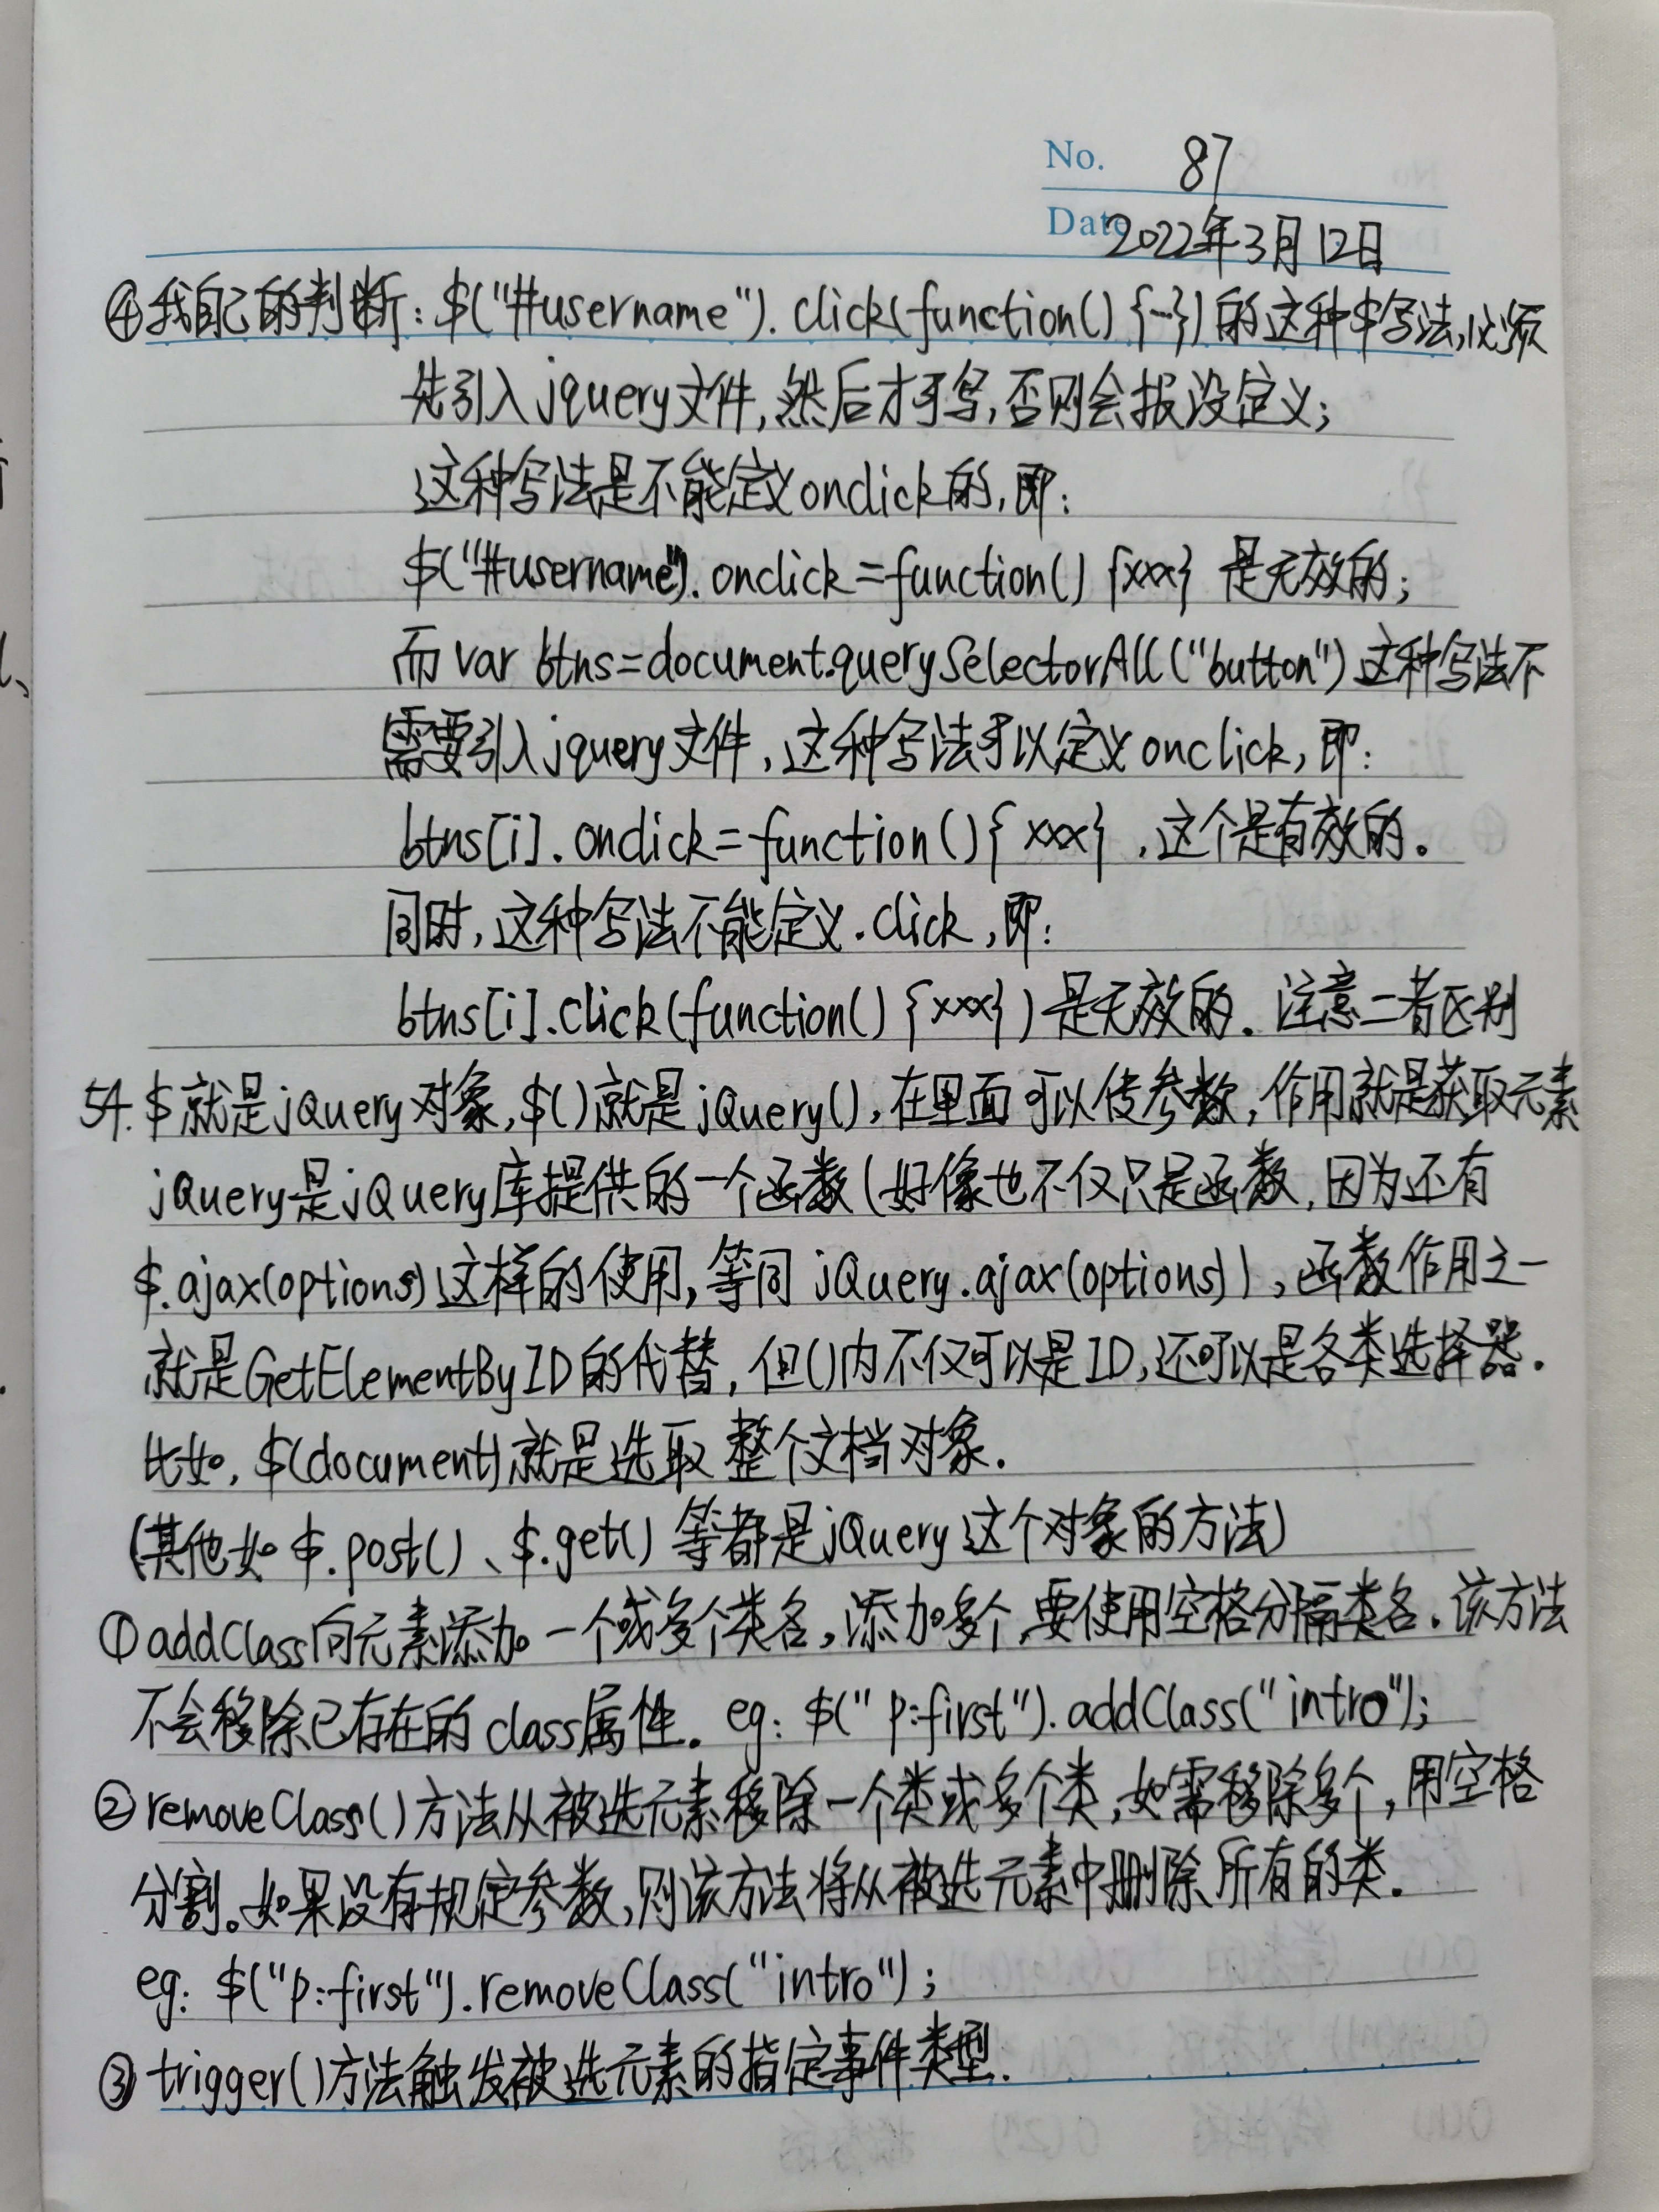 No. 87
Date 2022年3月12日
④我自己的判断：$("#username").click(function(){…})的这种$写法，必须
先引入jquery文件，然后才可写，否则会报没定义；
这种写法是不能定义onclick的，即：
$("#username").onclick=function(){xxx} 是无效的；
而var btns=document.querySelectorAll("button")这种写法不
需要引入jquery文件，这种写法可以定义onclick，即：
btns[i].onclick=function(){xxx}，这个是有效的。
同时，这种写法不能定义.click，即：
btns[i].click(function(){xxx})是无效的。注意二者区别
54.$就是jQuery对象，$()就是jQuery()，在里面可以传参数，作用就是获取元素
jQuery是jQuery库提供的一个函数(好像也不仅只是函数，因为还有
$.ajax(options)这样的使用，等同jQuery.ajax(options))，函数作用之一
就是GetElementByID的代替，但()内不仅可以是ID，还可以是各类选择器.
比如，$(document)就是选取整个文档对象.
(其他如$.post()、$.get()等都是jQuery这个对象的方法)
①addClass向元素添加一个或多个类名，添加多个，要使用空格分隔类名.该方法
不会移除已存在的class属性. eg: $("p:first").addClass("intro");
②removeClass()方法从被选元素移除一个类或多个类，如需移除多个，用空格
分割。如果没有规定参数，则该方法将从被选元素中删除所有的类.
eg: $("p:first").removeClass("intro");
③trigger()方法触发被选元素的指定事件类型.